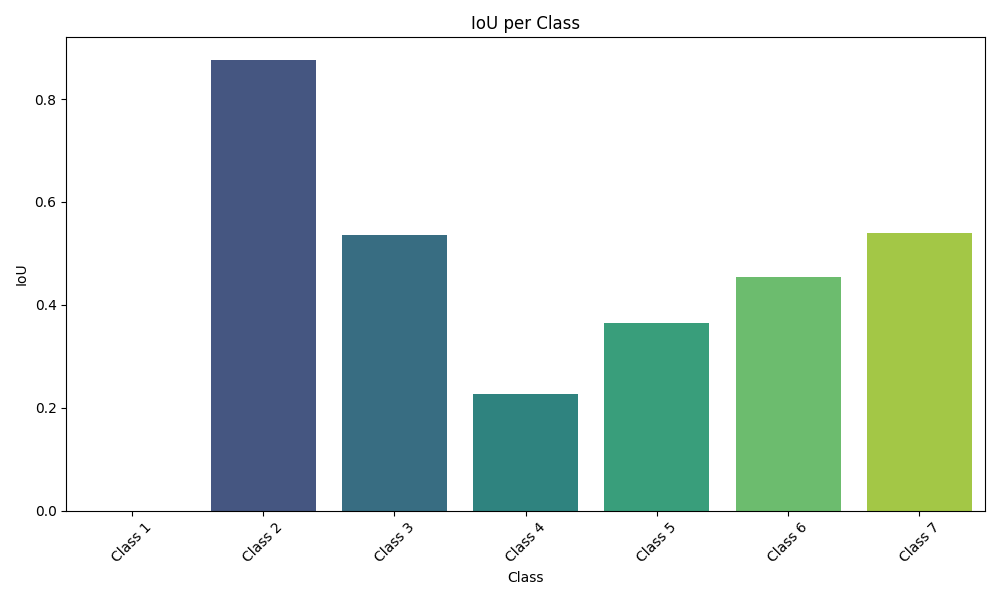 IoU per Class
IoU
0.8
0.6
0.4
0.2
0.0
Class 1
Class 2
Class 3
Class 4
Class 5
Class 6
Class 7
Class